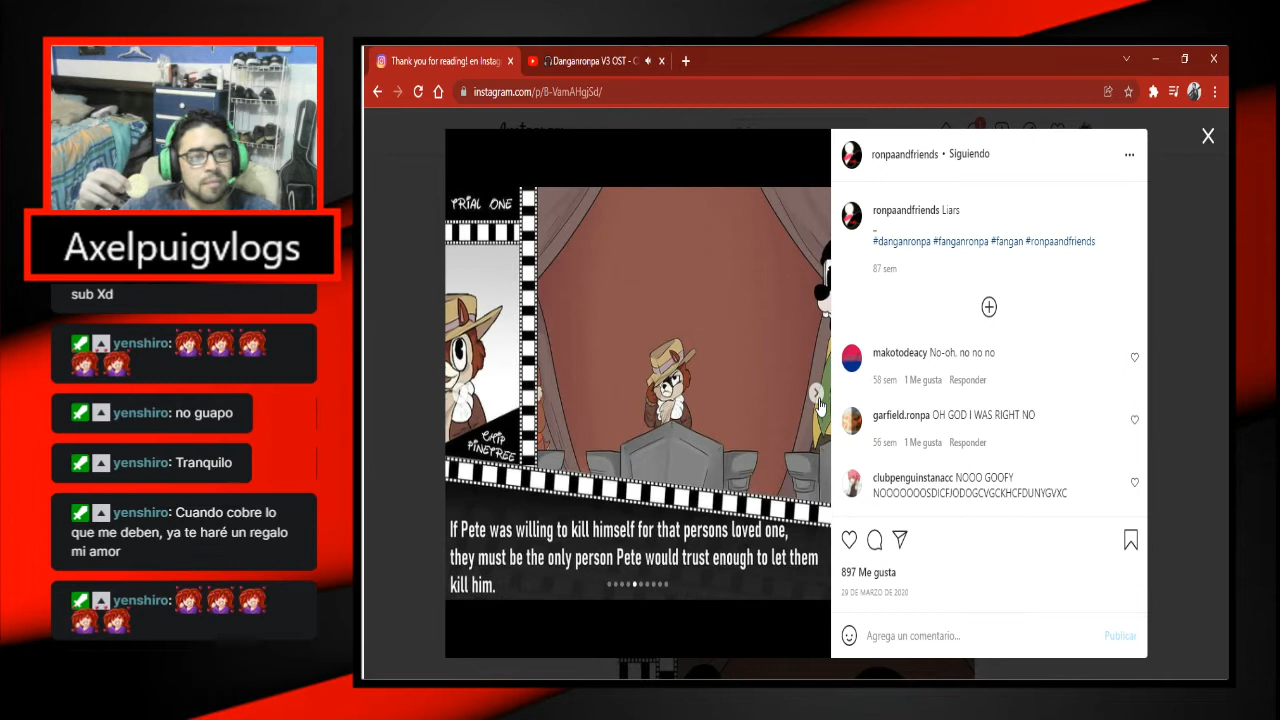 Axelpuigvlogs
sub Xd
yenshiro:
yenshiro: no guapo
yenshiro: Tranquilo
yenshiro: Cuando cobre lo
que me deben, ya te haré un regalo
mi amor
yenshiro:
Thank you for reading! en Instag
Danganronpa V3 OST - C
instagram.com/p/B-VamAHgjSd/
TRIAL ONE
CHIP
PINETREE
If Pete was willing to kill himself for that persons loved one,
they must be the only person Pete would trust enough to let them
kill him.
ronpaandfriends • Siguiendo
ronpaandfriends Liars
_
#danganronpa #fanganronpa #fangan #ronpaandfriends
87 sem
makotodeacy No-oh, no no no
58 sem 1 Me gusta Responder
garfield.ronpa OH GOD I WAS RIGHT NO
56 sem 1 Me gusta Responder
clubpenguinstanacc NOOO GOOFY
NOOOOOOOSDICFJODOGCVGCKHCFDUNYGVXC
897 Me gusta
29 DE MARZO DE 2020
Agrega un comentario...
Publicar